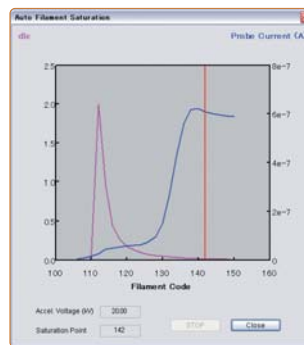 Auto Filament Saturation
dIe Probe Current (A
2.5 8e-7
2.0 6e-7
1.5
1.0 4e-7
0.5 2e-7
0.0 0
100 110 120 130 140 150 160
Filament Code
Accel. Voltage (kV) 20.00
Saturation Point 142
STOP Close